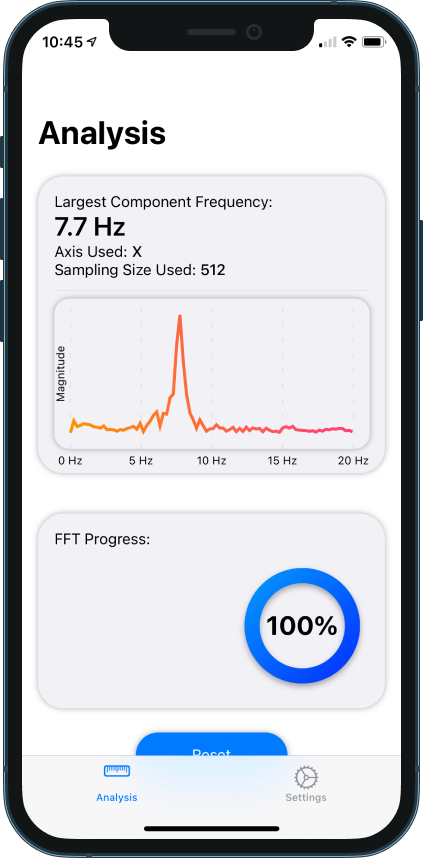 10:45
Analysis
Largest Component Frequency:
7.7 Hz
Axis Used: X
Sampling Size Used: 512
Magnitude
0 Hz 5 Hz 10 Hz 15 Hz 20 Hz
FFT Progress:
100%
Reset
Analysis Settings